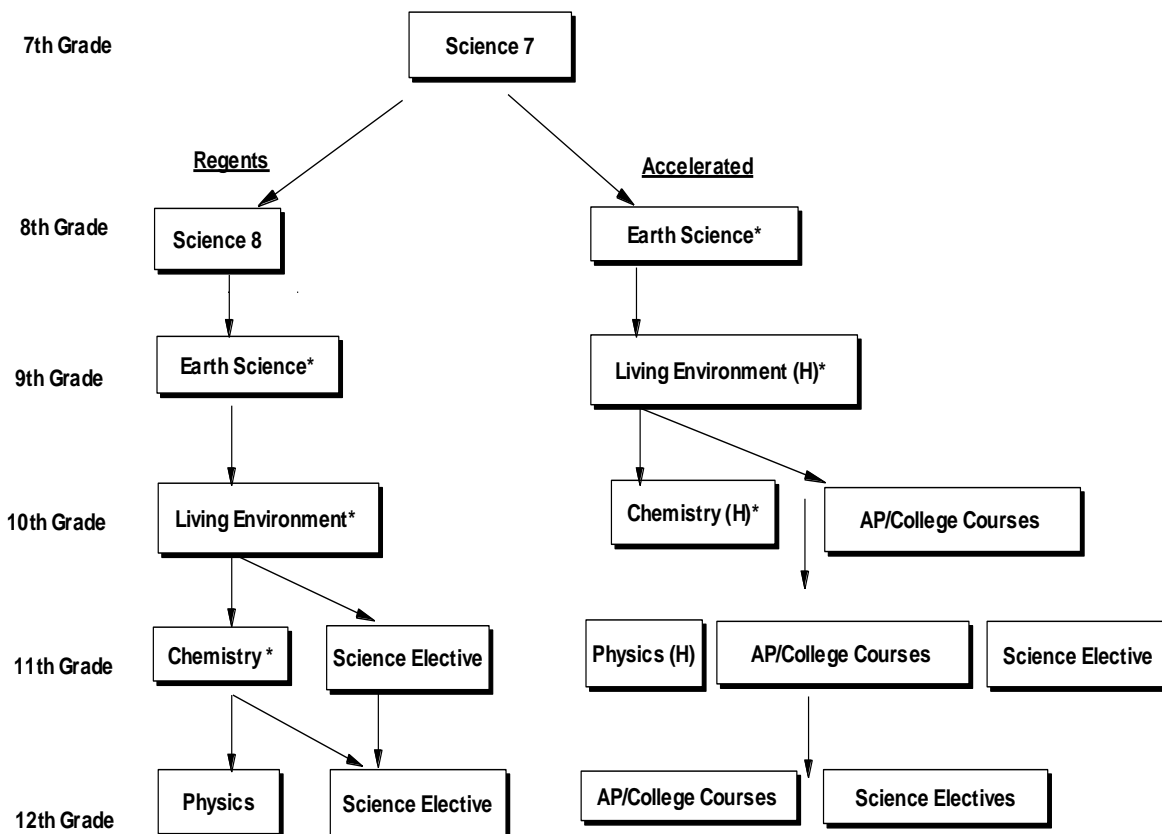 7th Grade
Science 7
Regents
Accelerated
8th Grade
Science 8
Earth Science*
9th Grade
Earth Science*
Living Environment (H)*
10th Grade
Living Environment*
Chemistry (H)*
AP/College Courses
11th Grade
Chemistry *
Science Elective
Physics (H)
AP/College Courses
Science Elective
12th Grade
Physics
Science Elective
AP/College Courses
Science Electives